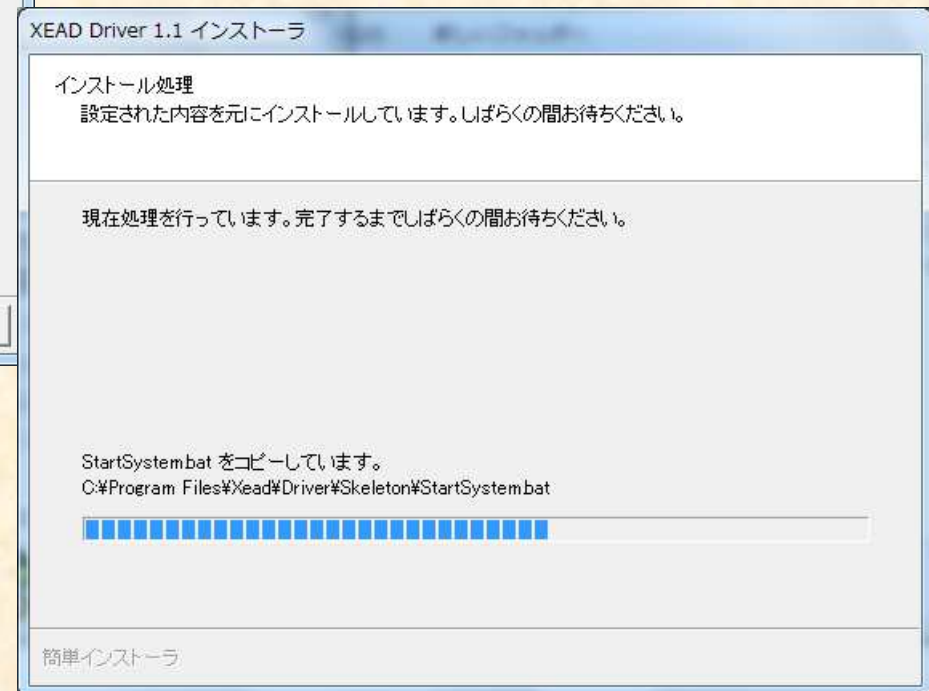 XEAD Driver 1.1 インストーラ
インストール処理
設定された内容を元にインストールしています。しばらくの間お待ちください。
現在処理を行っています。完了するまでしばらくの間お待ちください。
StartSystem.bat をコピーしています。
C:¥Program Files¥Xead¥Driver¥Skeleton¥StartSystem.bat
簡単インストーラ